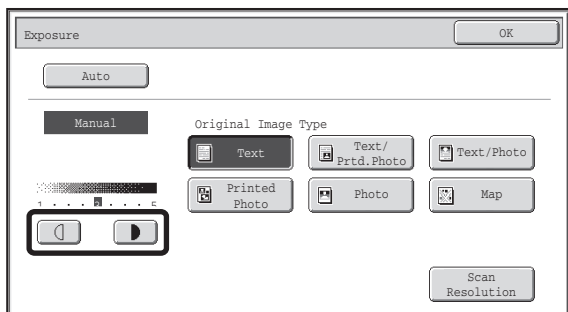 Exposure
OK
Auto
Manual
Original Image Type
Text
Text/
Prtd.Photo
Text/Photo
Printed
Photo
Photo
Map
1 . . . 3 . . . 5
Scan
Resolution